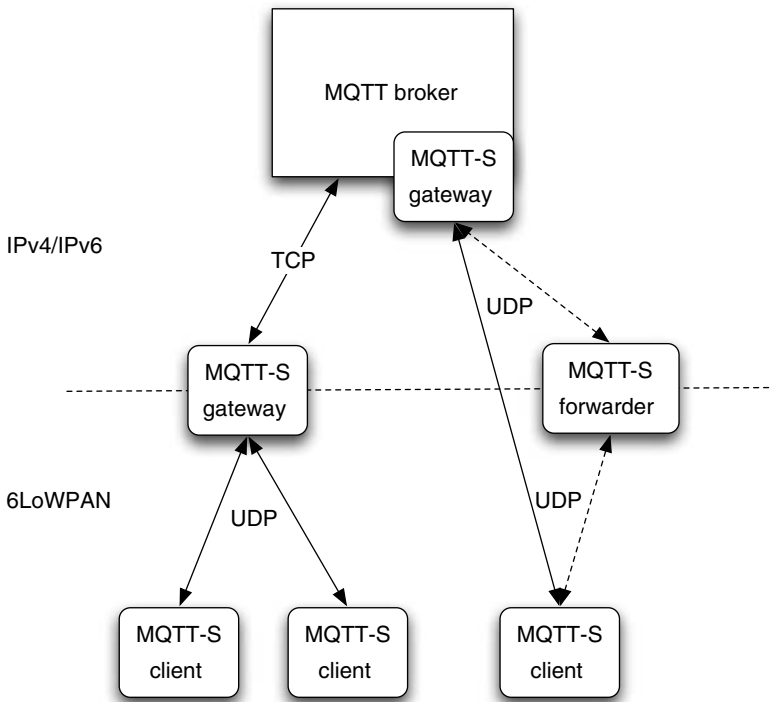 MQTT broker
MQTT-S
gateway
IPv4/IPv6
TCP
UDP
MQTT-S
gateway
MQTT-S
forwarder
6LoWPAN
UDP
UDP
MQTT-S
client
MQTT-S
client
MQTT-S
client